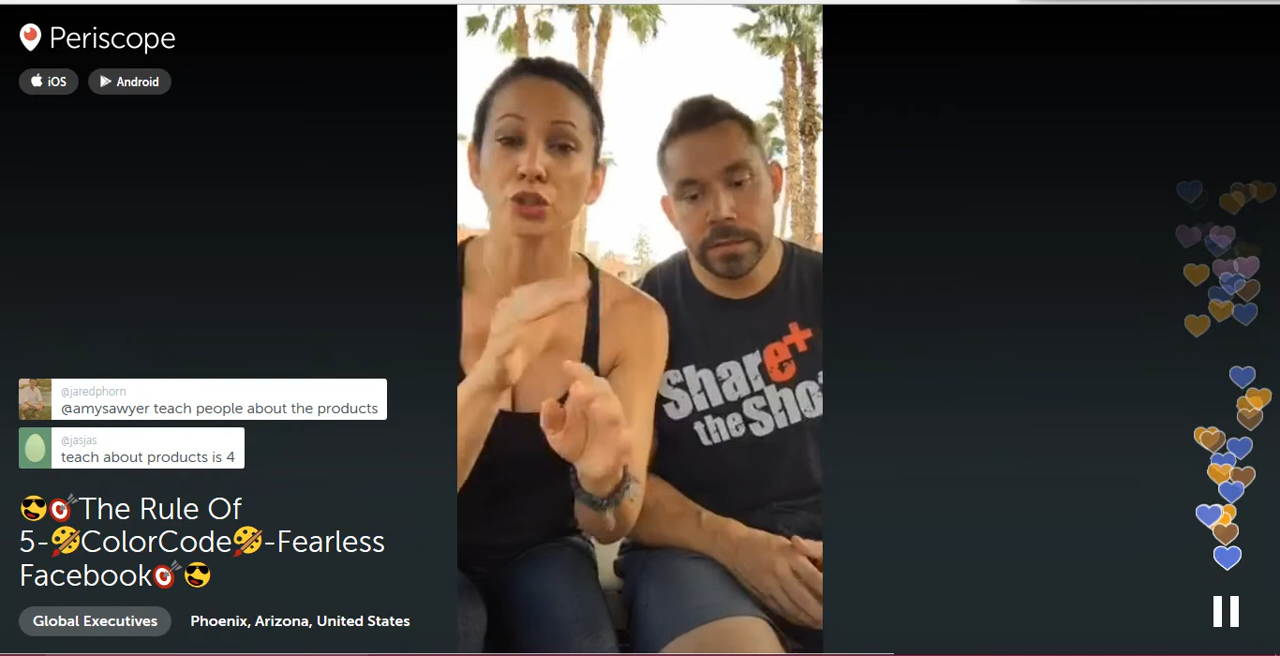 Periscope
iOS
Android
Share+
the Sho
@jaredphorn
@amysawyer teach people about the products
@jasjas
teach about products is 4
😎🎯The Rule Of
5-🎨ColorCode🎨-Fearless
Facebook🎯😎
Global Executives
Phoenix, Arizona, United States